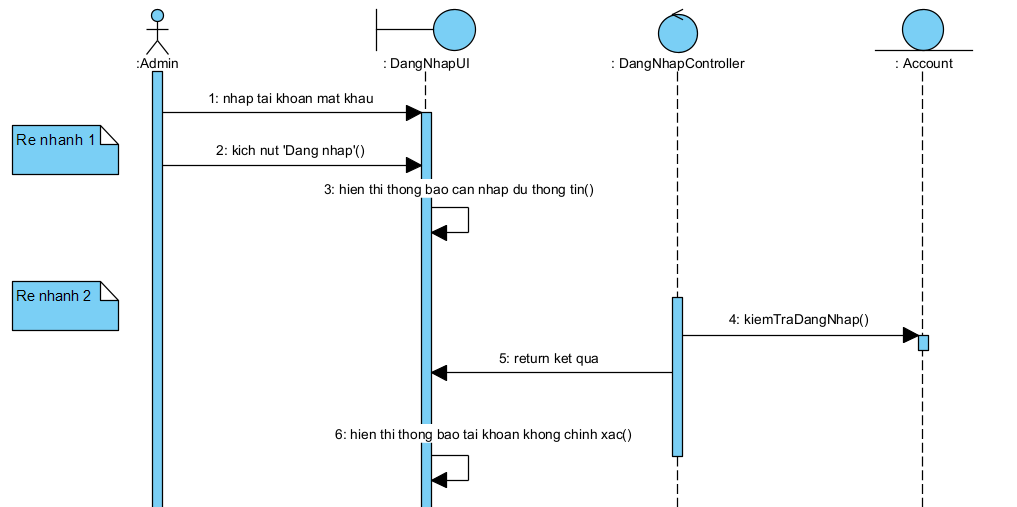 :Admin
: DangNhapUI
: DangNhapController
: Account
1: nhap tai khoan mat khau
Re nhanh 1
2: kich nut 'Dang nhap'()
3: hien thi thong bao can nhap du thong tin()
Re nhanh 2
4: kiemTraDangNhap()
5: return ket qua
6: hien thi thong bao tai khoan khong chinh xac()